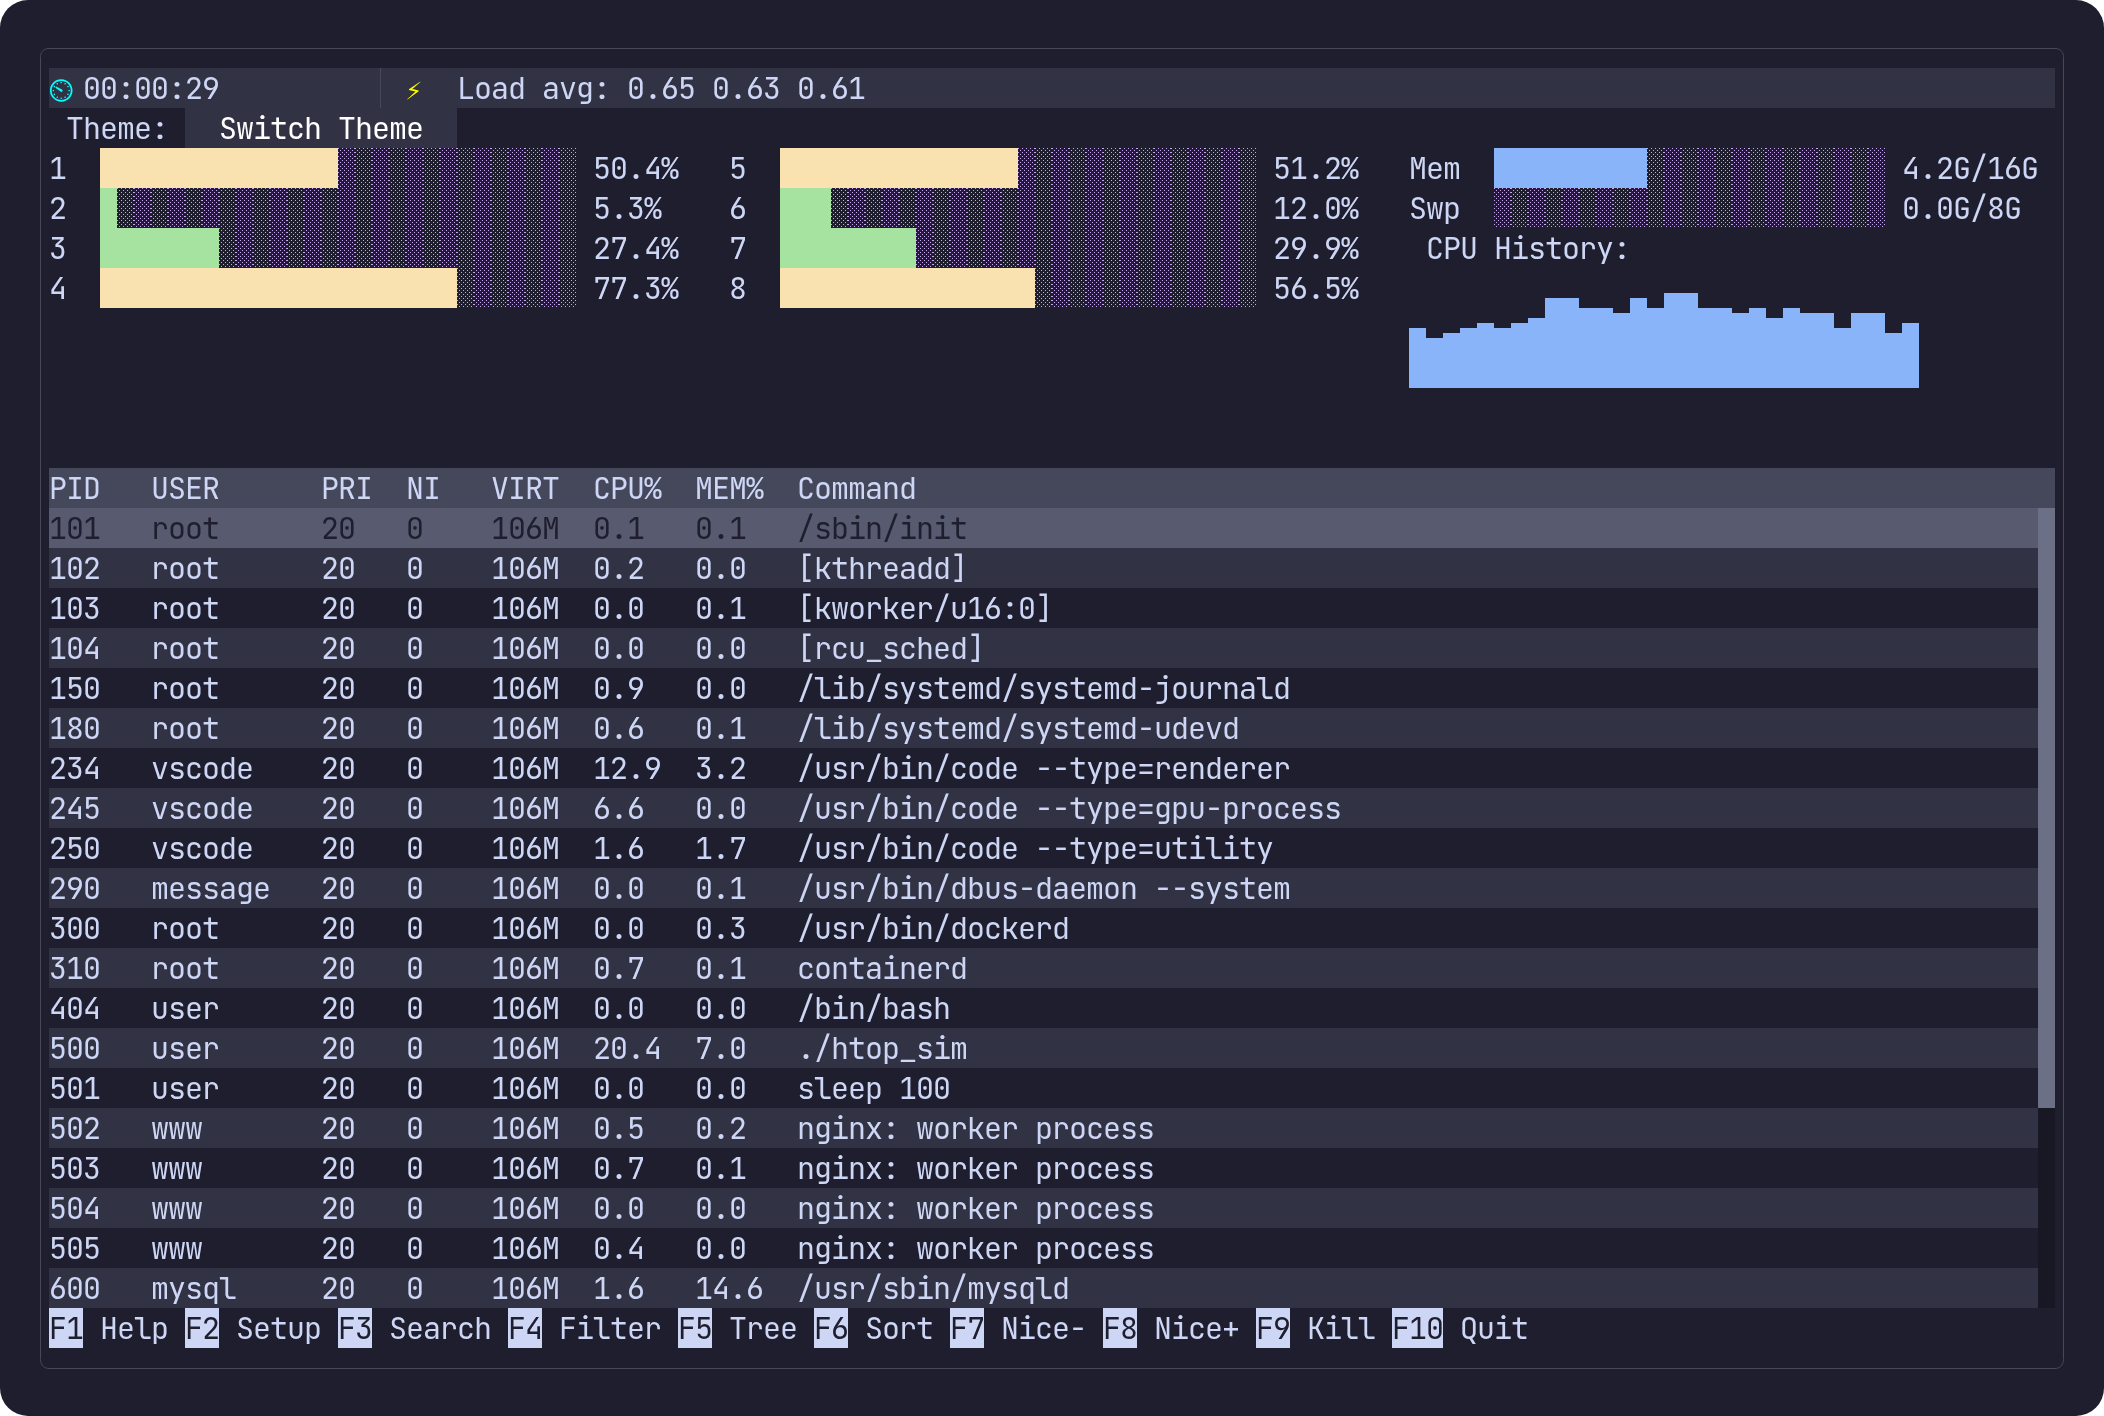 00:00:29 ⚡ Load avg: 0.65 0.63 0.61
Theme: Switch Theme
1 50.4% 5 51.2% Mem 4.2G/16G
2 5.3% 6 12.0% Swp 0.0G/8G
3 27.4% 7 29.9% CPU History:
4 77.3% 8 56.5%
PID USER PRI NI VIRT CPU% MEM% Command
101 root 20 0 106M 0.1 0.1 /sbin/init
102 root 20 0 106M 0.2 0.0 [kthreadd]
103 root 20 0 106M 0.0 0.1 [kworker/u16:0]
104 root 20 0 106M 0.0 0.0 [rcu_sched]
150 root 20 0 106M 0.9 0.0 /lib/systemd/systemd-journald
180 root 20 0 106M 0.6 0.1 /lib/systemd/systemd-udevd
234 vscode 20 0 106M 12.9 3.2 /usr/bin/code --type=renderer
245 vscode 20 0 106M 6.6 0.0 /usr/bin/code --type=gpu-process
250 vscode 20 0 106M 1.6 1.7 /usr/bin/code --type=utility
290 message 20 0 106M 0.0 0.1 /usr/bin/dbus-daemon --system
300 root 20 0 106M 0.0 0.3 /usr/bin/dockerd
310 root 20 0 106M 0.7 0.1 containerd
404 user 20 0 106M 0.0 0.0 /bin/bash
500 user 20 0 106M 20.4 7.0 ./htop_sim
501 user 20 0 106M 0.0 0.0 sleep 100
502 www 20 0 106M 0.5 0.2 nginx: worker process
503 www 20 0 106M 0.7 0.1 nginx: worker process
504 www 20 0 106M 0.0 0.0 nginx: worker process
505 www 20 0 106M 0.4 0.0 nginx: worker process
600 mysql 20 0 106M 1.6 14.6 /usr/sbin/mysqld
F1 Help F2 Setup F3 Search F4 Filter F5 Tree F6 Sort F7 Nice- F8 Nice+ F9 Kill F10 Quit